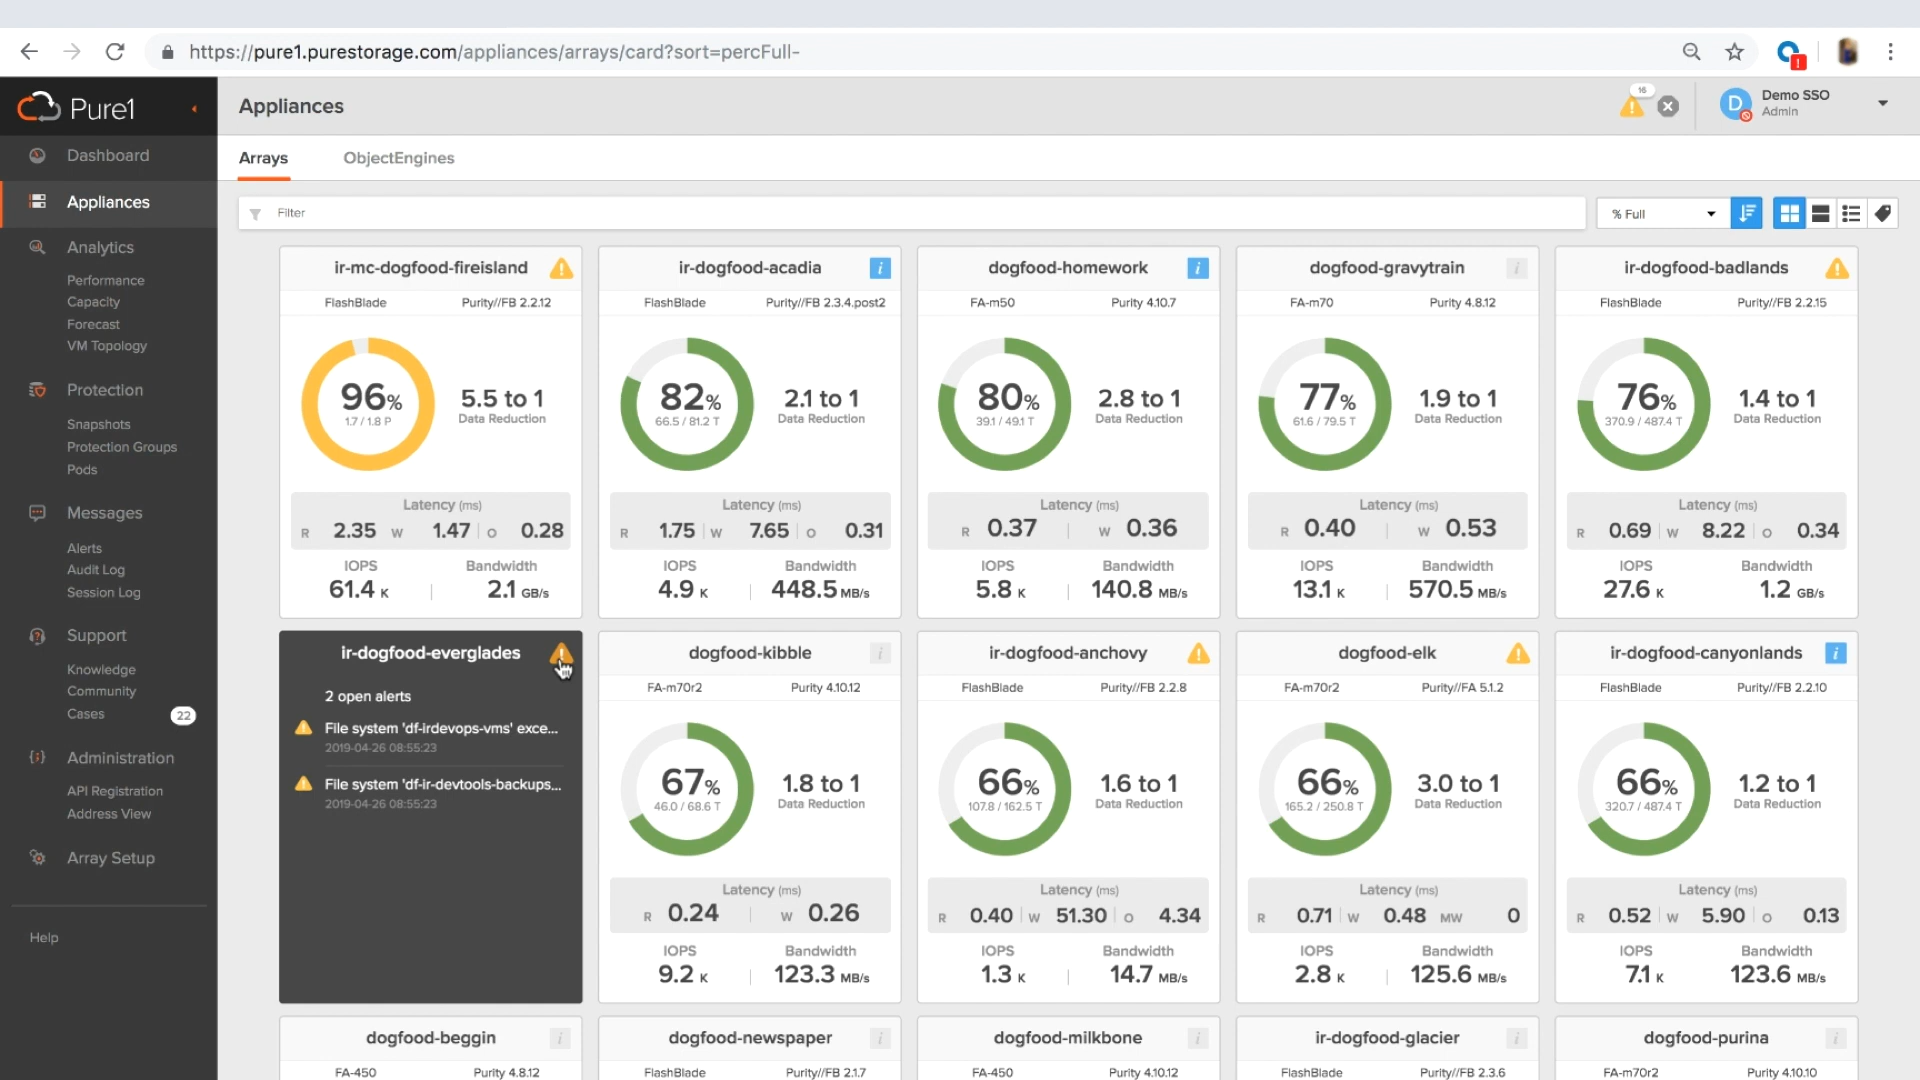 https://pure1.purestorage.com/appliances/arrays/card?sort=percFull-
Pure1
Appliances
16
D
Demo SSO
Admin
Dashboard
Appliances
Analytics
Performance
Capacity
Forecast
VM Topology
Protection
Snapshots
Protection Groups
Pods
Messages
Alerts
Audit Log
Session Log
Support
Knowledge
Community
Cases 22
Administration
API Registration
Address View
Array Setup
Help
Arrays ObjectEngines
Filter
% Full
ir-mc-dogfood-fireisland
FlashBlade Purity//FB 2.2.12
96%
1.7 / 1.8 P
5.5 to 1
Data Reduction
Latency (ms)
R 2.35 W 1.47 O 0.28
IOPS Bandwidth
61.4 K 2.1 GB/s
ir-dogfood-acadia
FlashBlade Purity//FB 2.3.4.post2
82%
66.5 / 81.2 T
2.1 to 1
Data Reduction
Latency (ms)
R 1.75 W 7.65 O 0.31
IOPS Bandwidth
4.9 K 448.5 MB/s
dogfood-homework
FA-m50 Purity 4.10.7
80%
39.1 / 49.1 T
2.8 to 1
Data Reduction
Latency (ms)
R 0.37 W 0.36
IOPS Bandwidth
5.8 K 140.8 MB/s
dogfood-gravytrain
FA-m70 Purity 4.8.12
77%
61.6 / 79.5 T
1.9 to 1
Data Reduction
Latency (ms)
R 0.40 W 0.53
IOPS Bandwidth
13.1 K 570.5 MB/s
ir-dogfood-badlands
FlashBlade Purity//FB 2.2.15
76%
370.9 / 487.4 T
1.4 to 1
Data Reduction
Latency (ms)
R 0.69 W 8.22 O 0.34
IOPS Bandwidth
27.6 K 1.2 GB/s
ir-dogfood-everglades
2 open alerts
File system 'df-irdevops-vms' exce...
2019-04-26 08:55:23
File system 'df-ir-devtools-backups...
2019-04-26 08:55:23
dogfood-kibble
FA-m70r2 Purity 4.10.12
67%
46.0 / 68.6 T
1.8 to 1
Data Reduction
Latency (ms)
R 0.24 W 0.26
IOPS Bandwidth
9.2 K 123.3 MB/s
ir-dogfood-anchovy
FlashBlade Purity//FB 2.2.8
66%
107.8 / 162.5 T
1.6 to 1
Data Reduction
Latency (ms)
R 0.40 W 51.30 O 4.34
IOPS Bandwidth
1.3 K 14.7 MB/s
dogfood-elk
FA-m70r2 Purity//FA 5.1.2
66%
165.2 / 250.8 T
3.0 to 1
Data Reduction
Latency (ms)
R 0.71 W 0.48 MW 0
IOPS Bandwidth
2.8 K 125.6 MB/s
ir-dogfood-canyonlands
FlashBlade Purity//FB 2.2.10
66%
320.7 / 487.4 T
1.2 to 1
Data Reduction
Latency (ms)
R 0.52 W 5.90 O 0.13
IOPS Bandwidth
7.1 K 123.6 MB/s
dogfood-beggin
FA-450 Purity 4.8.12
dogfood-newspaper
FlashBlade Purity//FB 2.1.7
dogfood-milkbone
FA-450 Purity 4.10.12
ir-dogfood-glacier
FlashBlade Purity//FB 2.3.6
dogfood-purina
FA-m70r2 Purity 4.10.10